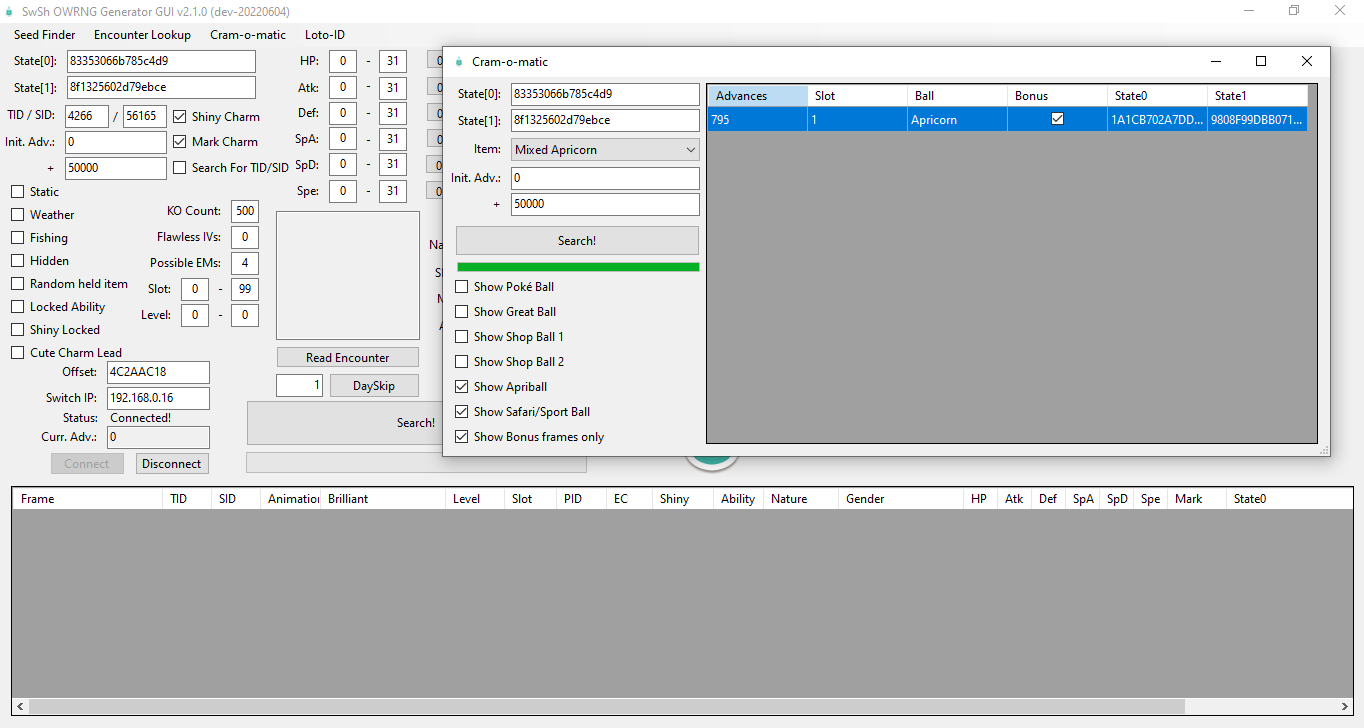 SwSh OWRNG Generator GUI v2.1.0 (dev-20220604)
Seed Finder Encounter Lookup Cram-o-matic Loto-ID
State[0]: 83353066b785c4d9
State[1]: 8f1325602d79ebce
TID / SID: 4266 / 56165 Shiny Charm
Init. Adv.: 0 Mark Charm
+ 50000 Search For TID/SID
HP: 0 - 31 0
Atk: 0 - 31 0
Def: 0 - 31 0
SpA: 0 - 31 0
SpD: 0 - 31 0
Spe: 0 - 31 0
Static
Weather
Fishing
Hidden
Random held item
Locked Ability
Shiny Locked
Cute Charm Lead
KO Count: 500
Flawless IVs: 0
Possible EMs: 4
Slot: 0 - 99
Level: 0 - 0
Offset: 4C2AAC18
Switch IP: 192.168.0.16
Status: Connected!
Curr. Adv.: 0
Connect Disconnect
Read Encounter
1 DaySkip
Search!
Na
Cram-o-matic
State[0]: 83353066b785c4d9
State[1]: 8f1325602d79ebce
Item: Mixed Apricorn
Init. Adv.: 0
+ 50000
Search!
Show Poké Ball
Show Great Ball
Show Shop Ball 1
Show Shop Ball 2
Show Apriball
Show Safari/Sport Ball
Show Bonus frames only
Advances Slot Ball Bonus State0 State1
795 1 Apricorn 1A1CB702A7DD... 9808F99DBB071...
Frame TID SID Animation Brilliant Level Slot PID EC Shiny Ability Nature Gender HP Atk Def SpA SpD Spe Mark State0